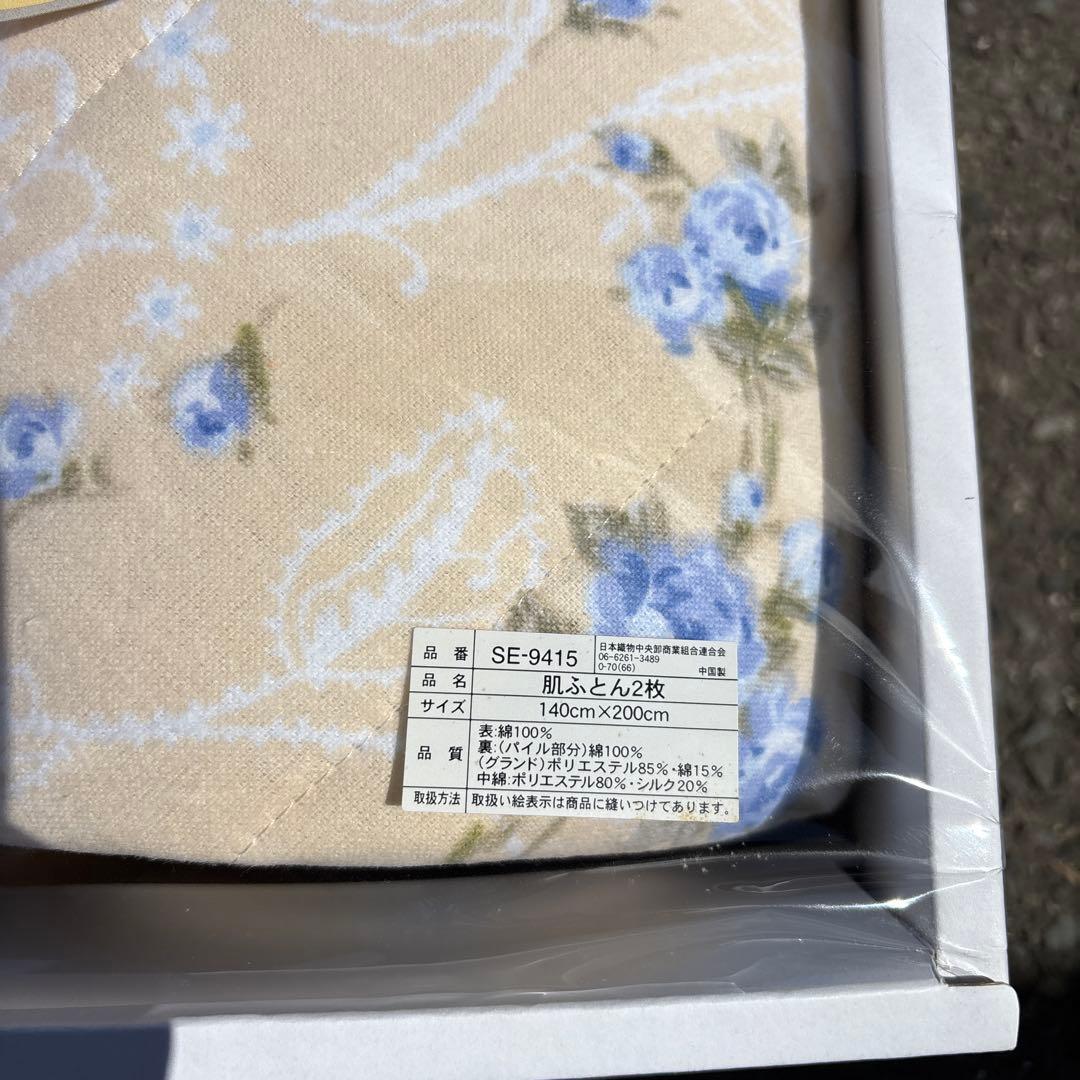 品番 SE-9415 日本織物中央卸商業組合連合会
06-6261-3489
0-70(66) 中国製
品名 肌ふとん2枚
サイズ 140cm×200cm
品質 表:綿100%
裏:(パイル部分)綿100%
(グランド)ポリエステル85%・綿15%
中綿:ポリエステル80%・シルク20%
取扱方法 取扱い絵表示は商品に縫いつけてあります。